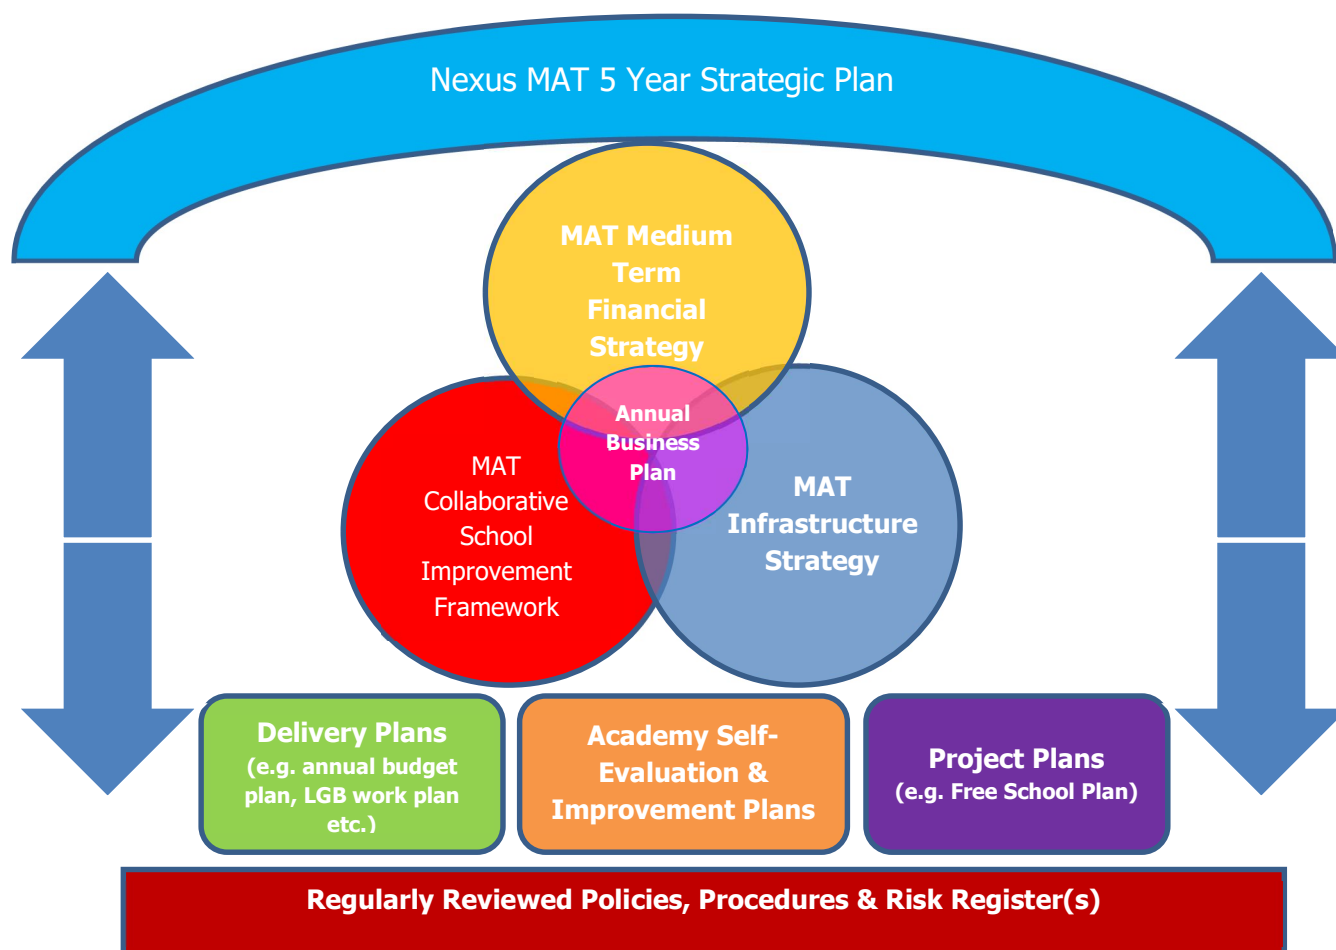 Nexus MAT 5 Year Strategic Plan
MAT Medium
Term
Financial
Strategy
Annual
Business
Plan
MAT
Collaborative
School
Improvement
Framework
MAT
Infrastructure
Strategy
Delivery Plans
(e.g. annual budget
plan, LGB work plan
etc.)
Academy Self-
Evaluation &
Improvement Plans
Project Plans
(e.g. Free School Plan)
Regularly Reviewed Policies, Procedures & Risk Register(s)